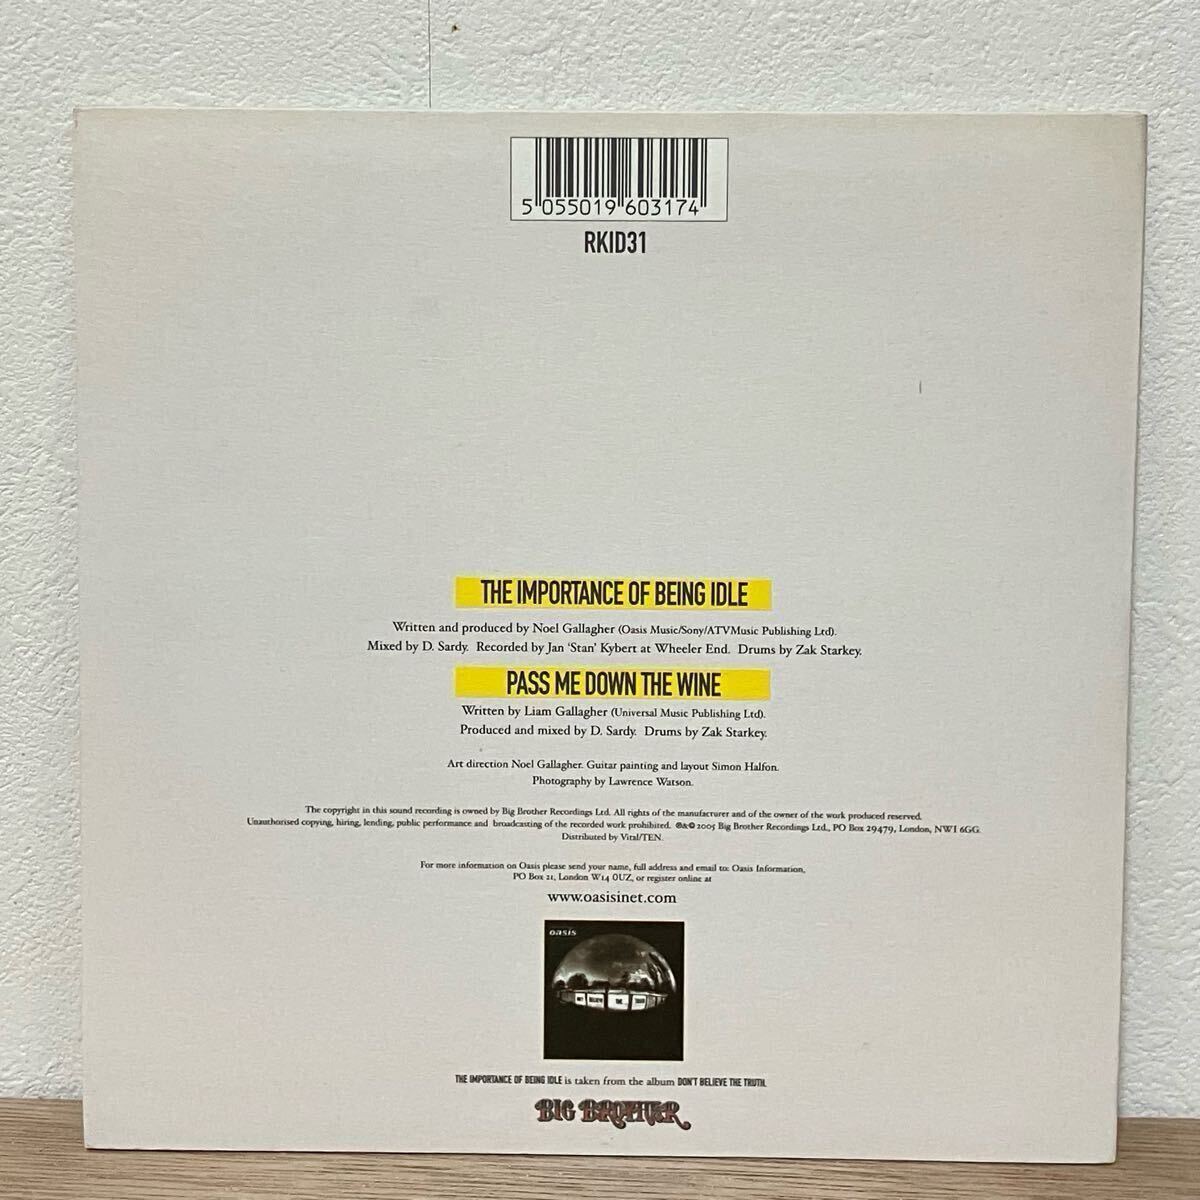 5 055019 603174
RKID31
THE IMPORTANCE OF BEING IDLE
Written and produced by Noel Gallagher (Oasis Music/Sony/ATVMusic Publishing Ltd).
Mixed by D. Sardy. Recorded by Jan 'Stan' Kybert at Wheeler End. Drums by Zak Starkey.
PASS ME DOWN THE WINE
Written by Liam Gallagher (Universal Music Publishing Ltd).
Produced and mixed by D. Sardy. Drums by Zak Starkey.
Art direction Noel Gallagher. Guitar painting and layout Simon Halfon.
Photography by Lawrence Watson.
The copyright in this sound recording is owned by Big Brother Recordings Ltd. All rights of the manufacturer and of the owner of the work produced reserved.
Unauthorised copying, hiring, lending, public performance and broadcasting of the recorded work prohibited. ℗&© 2005 Big Brother Recordings Ltd., PO Box 29479, London, NW1 6GG.
Distributed by Vital/TEN.
For more information on Oasis please send your name, full address and email to: Oasis Information,
PO Box 21, London W14 0UZ, or register online at
www.oasisinet.com
oasis
DON'T BELIEVE THE TRUTH
THE IMPORTANCE OF BEING IDLE is taken from the album DON'T BELIEVE THE TRUTH.
BIG BROTHER